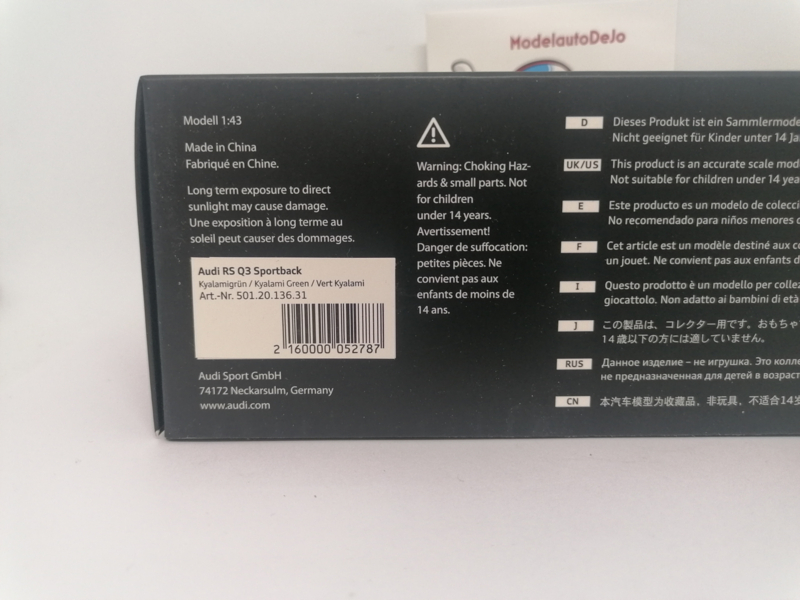 ModelautoDeJo
Modell 1:43
Made in China
Fabriqué en Chine.
Long term exposure to direct
sunlight may cause damage.
Une exposition à long terme au
soleil peut causer des dommages.
Audi RS Q3 Sportback
Kyalamigrün / Kyalami Green / Vert Kyalami
Art.-Nr. 501.20.136.31
2 160000 052787
Audi Sport GmbH
74172 Neckarsulm, Germany
www.audi.com
Warning: Choking Haz-
ards & small parts. Not
for children
under 14 years.
Avertissement!
Danger de suffocation:
petites pièces. Ne
convient pas aux
enfants de moins de
14 ans.
D Dieses Produkt ist ein Sammlermode
Nicht geeignet für Kinder unter 14 Ja
UK/US This product is an accurate scale mod
Not suitable for children under 14 yea
E Este producto es un modelo de colecci
No recomendado para niños menores d
F Cet article est un modèle destiné aux co
un jouet. Ne convient pas aux enfants d
I Questo prodotto è un modello per collez
giocattolo. Non adatto ai bambini di età
J この製品は、コレクター用です。おもちゃ
14歳以下の方には適していません。
RUS Данное изделие – не игрушка. Это колле
не предназначенная для детей в возраст
CN 本汽车模型为收藏品、非玩具、不适合14岁